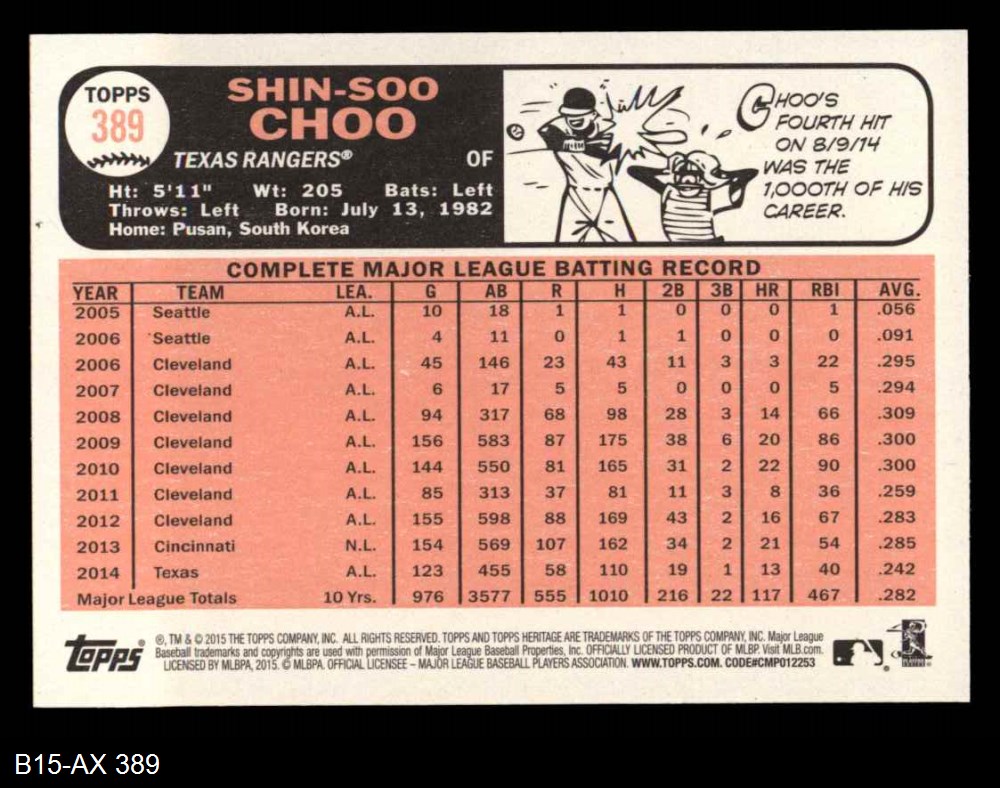 TOPPS
389
SHIN-SOO
CHOO
TEXAS RANGERS® OF
Ht: 5'11" Wt: 205 Bats: Left
Throws: Left Born: July 13, 1982
Home: Pusan, South Korea
CHOO'S
FOURTH HIT
ON 8/9/14
WAS THE
1,000TH OF HIS
CAREER.
COMPLETE MAJOR LEAGUE BATTING RECORD
YEAR TEAM LEA. G AB R H 2B 3B HR RBI AVG.
2005 Seattle A.L. 10 18 1 1 0 0 0 1 .056
2006 Seattle A.L. 4 11 0 1 1 0 0 0 .091
2006 Cleveland A.L. 45 146 23 43 11 3 3 22 .295
2007 Cleveland A.L. 6 17 5 5 0 0 0 5 .294
2008 Cleveland A.L. 94 317 68 98 28 3 14 66 .309
2009 Cleveland A.L. 156 583 87 175 38 6 20 86 .300
2010 Cleveland A.L. 144 550 81 165 31 2 22 90 .300
2011 Cleveland A.L. 85 313 37 81 11 3 8 36 .259
2012 Cleveland A.L. 155 598 88 169 43 2 16 67 .283
2013 Cincinnati N.L. 154 569 107 162 34 2 21 54 .285
2014 Texas A.L. 123 455 58 110 19 1 13 40 .242
Major League Totals 10 Yrs. 976 3577 555 1010 216 22 117 467 .282
topps
®, TM & © 2015 THE TOPPS COMPANY, INC. ALL RIGHTS RESERVED. TOPPS AND TOPPS HERITAGE ARE TRADEMARKS OF THE TOPPS COMPANY, INC. Major League
Baseball trademarks and copyrights are used with permission of Major League Baseball Properties, Inc. OFFICIALLY LICENSED PRODUCT OF MLBP. Visit MLB.com.
LICENSED BY MLBPA, 2015. © MLBPA. OFFICIAL LICENSEE – MAJOR LEAGUE BASEBALL PLAYERS ASSOCIATION. WWW.TOPPS.COM. CODE#CMP012253
B15-AX 389